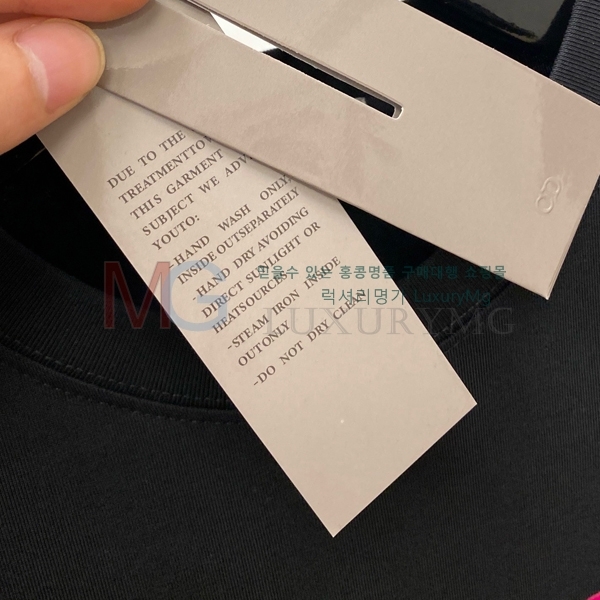 DUE TO THE
TREATMENTTO
THIS GARMENT
SUBJECT WE ADV
YOUTO:
-HAND WASH ONLY
INSIDE OUTSEPARATELY
-HAND DRY AVOIDING
DIRECT SUNLIGHT OR
HEATSOURCES
-STEAM IRON INSIDE
OUTONLY
-DO NOT DRY CLEAN
믿을수 있는 홍콩명품 구매대행 쇼핑몰
럭셔리명가 LuxuryMg
MG LUXURYMG